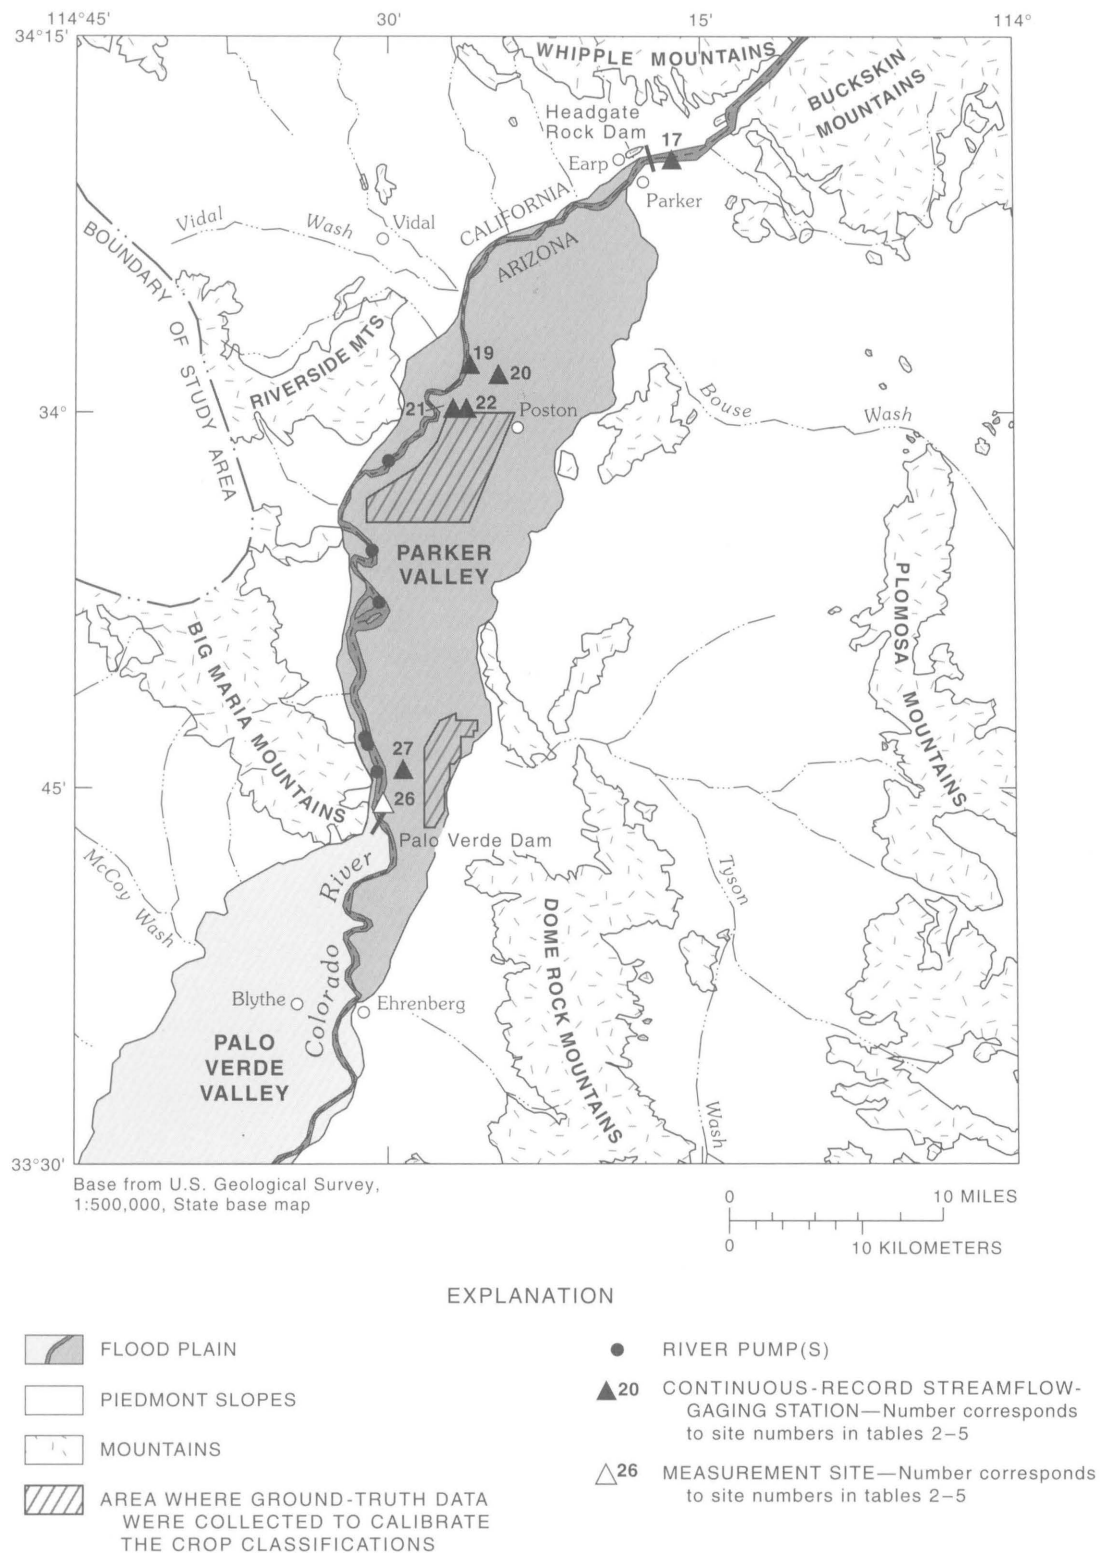 114°45'
30'
15'
114°
34°15'
WHIPPLE MOUNTAINS
BUCKSKIN
MOUNTAINS
Headgate
Rock Dam
17
Earp
Parker
Vidal Wash
Vidal
CALIFORNIA
ARIZONA
BOUNDARY OF STUDY AREA
RIVERSIDE MTS
19
20
21
22
34°
Poston
Bouse Wash
PARKER
VALLEY
PLOMOSA MOUNTAINS
BIG MARIA MOUNTAINS
27
45'
26
Palo Verde Dam
McCoy Wash
Colorado River
Tyson Wash
DOME ROCK MOUNTAINS
Blythe
Ehrenberg
PALO
VERDE
VALLEY
33°30'
Base from U.S. Geological Survey,
1:500,000, State base map
0 10 MILES
0 10 KILOMETERS
EXPLANATION
FLOOD PLAIN
PIEDMONT SLOPES
MOUNTAINS
AREA WHERE GROUND-TRUTH DATA
WERE COLLECTED TO CALIBRATE
THE CROP CLASSIFICATIONS
RIVER PUMP(S)
20 CONTINUOUS-RECORD STREAMFLOW-
GAGING STATION—Number corresponds
to site numbers in tables 2–5
26 MEASUREMENT SITE—Number corresponds
to site numbers in tables 2–5